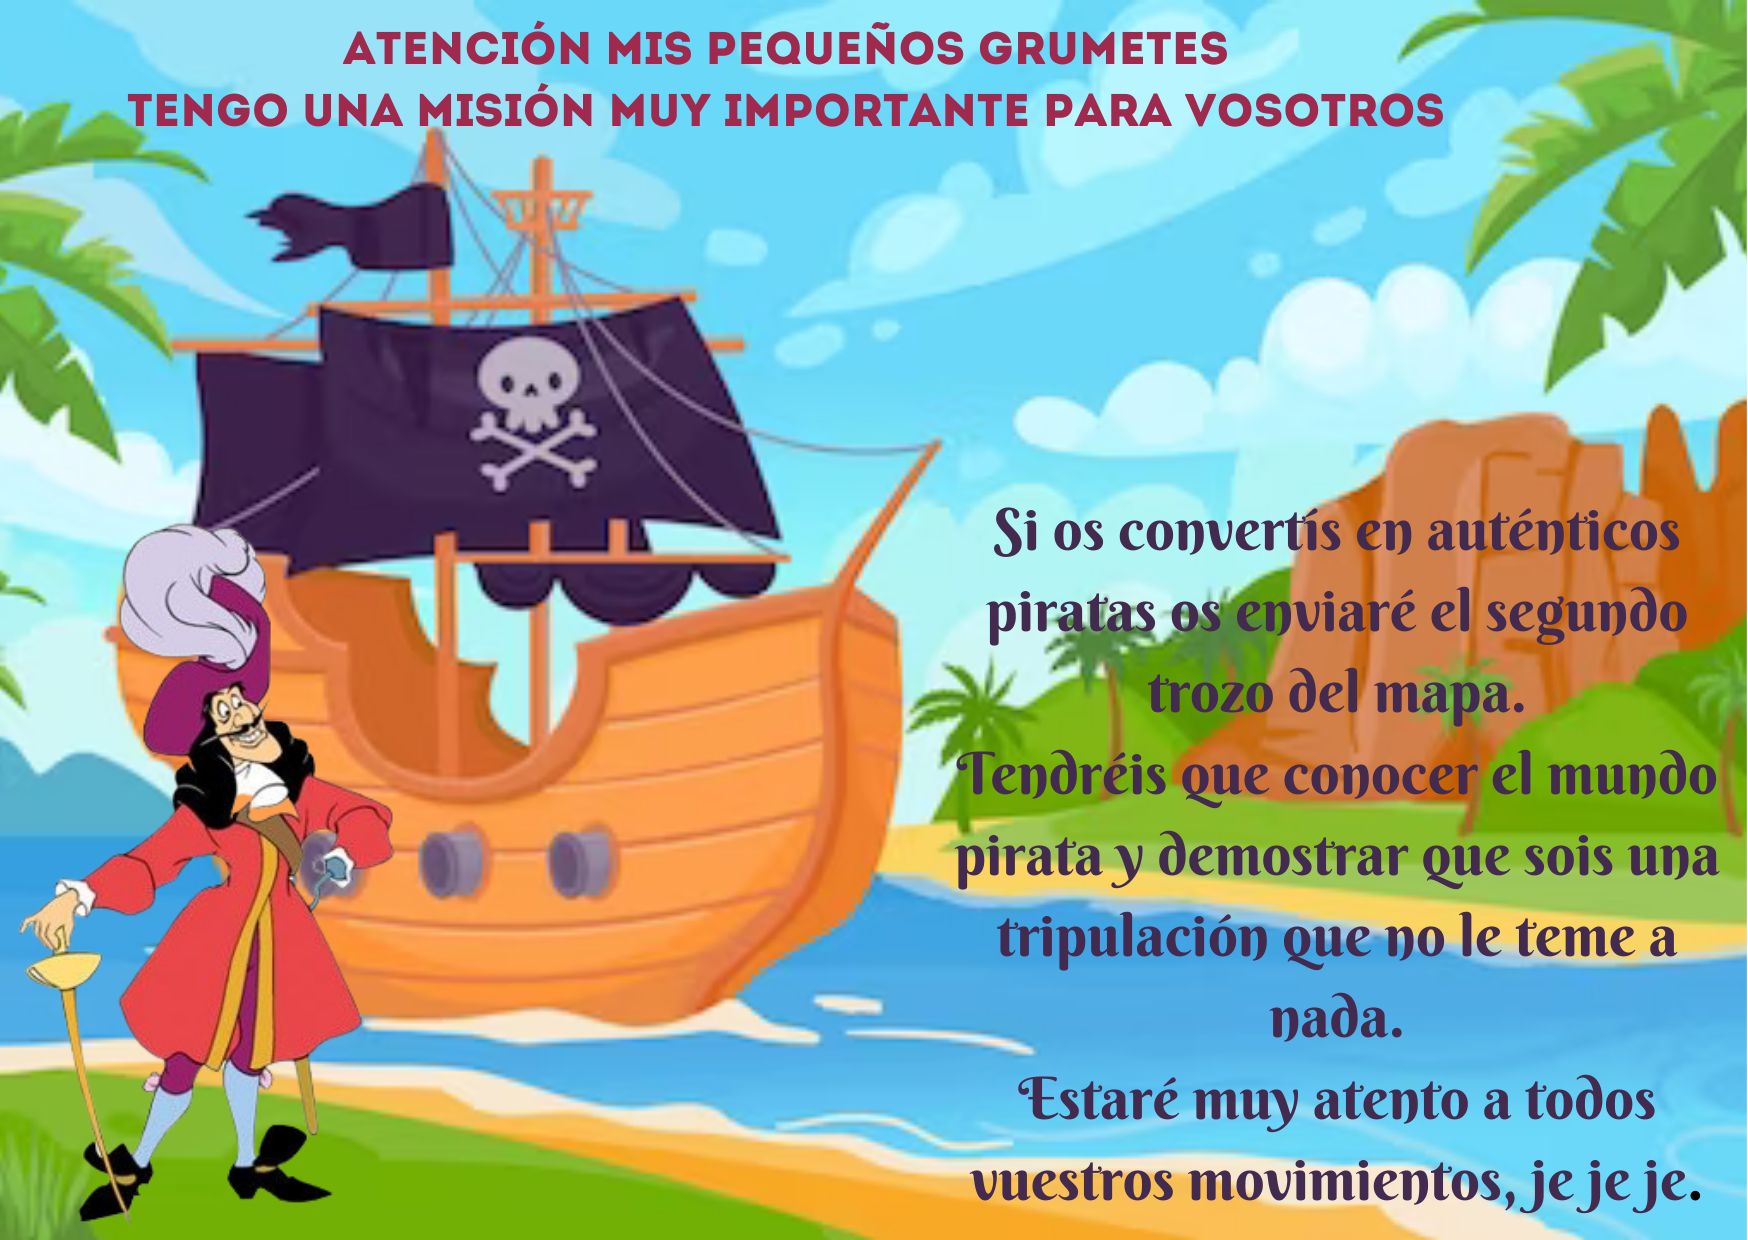 ATENCIÓN MIS PEQUEÑOS GRUMETES
TENGO UNA MISIÓN MUY IMPORTANTE PARA VOSOTROS
Si os convertís en auténticos
piratas os enviaré el segundo
trozo del mapa.
Tendréis que conocer el mundo
pirata y demostrar que sois una
tripulación que no le teme a
nada.
Estaré muy atento a todos
vuestros movimientos, je je je.